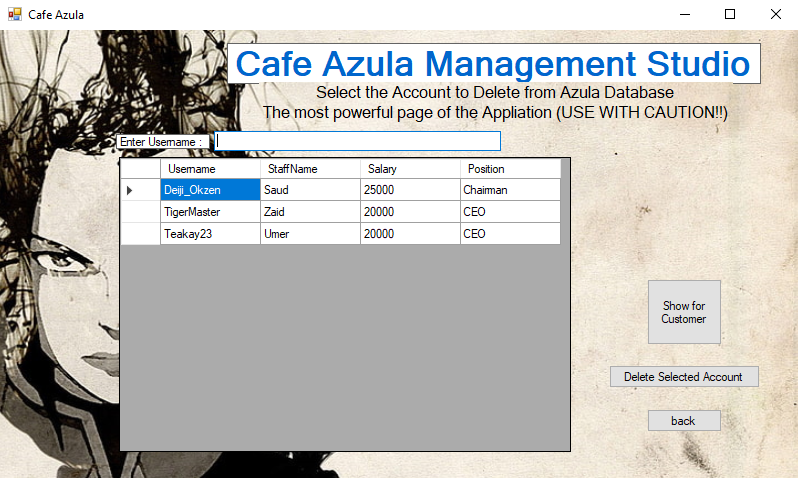 Cafe Azula
Cafe Azula Management Studio
Select the Account to Delete from Azula Database
The most powerful page of the Appliation (USE WITH CAUTION!!)
Enter Username :
Username StaffName Salary Position
Deiji_Okzen Saud 25000 Chairman
TigerMaster Zaid 20000 CEO
Teakay23 Umer 20000 CEO
Show for
Customer
Delete Selected Account
back